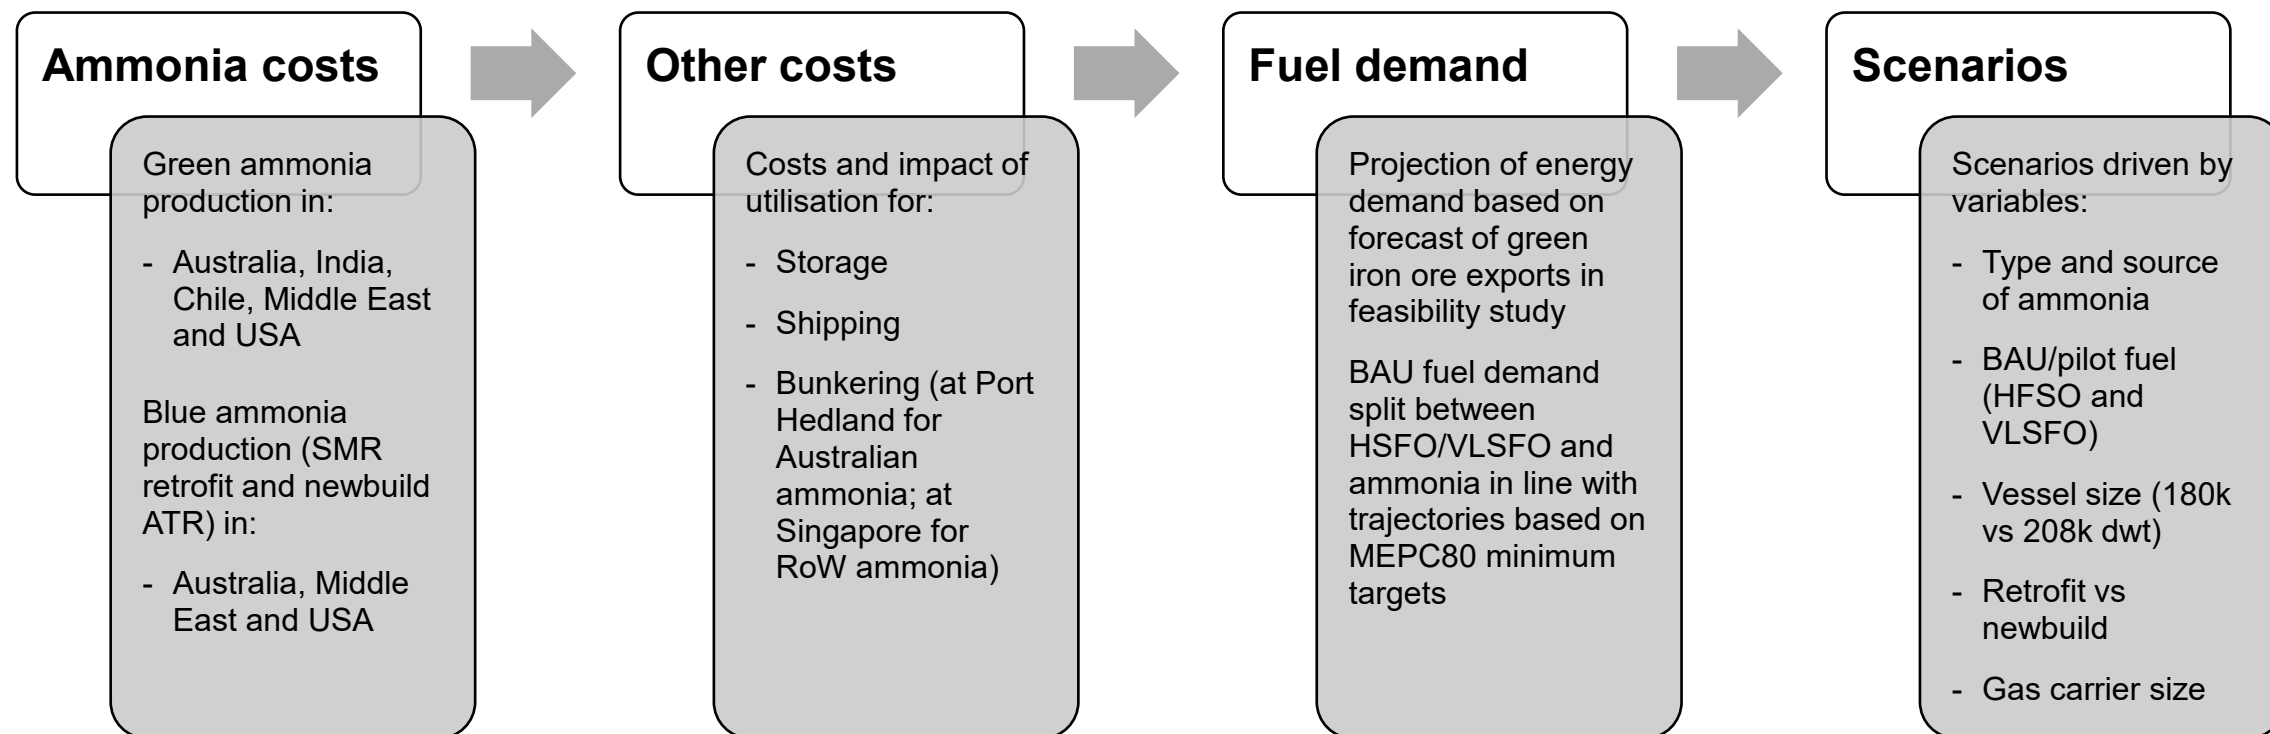 Ammonia costs
Green ammonia
production in:
- Australia, India,
Chile, Middle East
and USA
Blue ammonia
production (SMR
retrofit and newbuild
ATR) in:
- Australia, Middle
East and USA
Other costs
Costs and impact of
utilisation for:
- Storage
- Shipping
- Bunkering (at Port
Hedland for
Australian
ammonia; at
Singapore for
RoW ammonia)
Fuel demand
Projection of energy
demand based on
forecast of green
iron ore exports in
feasibility study
BAU fuel demand
split between
HSFO/VLSFO and
ammonia in line with
trajectories based on
MEPC80 minimum
targets
Scenarios
Scenarios driven by
variables:
- Type and source
of ammonia
- BAU/pilot fuel
(HFSO and
VLSFO)
- Vessel size (180k
vs 208k dwt)
- Retrofit vs
newbuild
- Gas carrier size